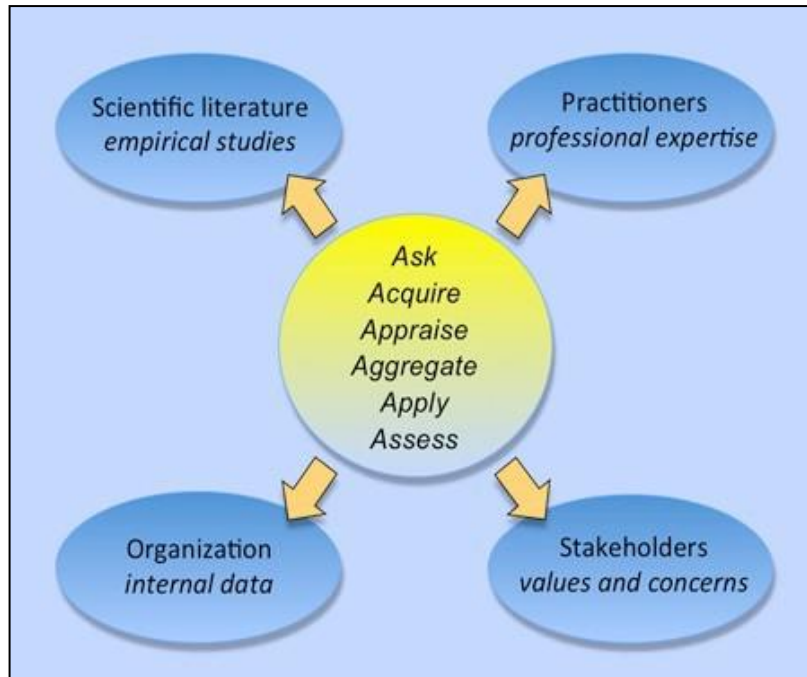 Scientific literature
empirical studies
Practitioners
professional expertise
Ask
Acquire
Appraise
Aggregate
Apply
Assess
Organization
internal data
Stakeholders
values and concerns